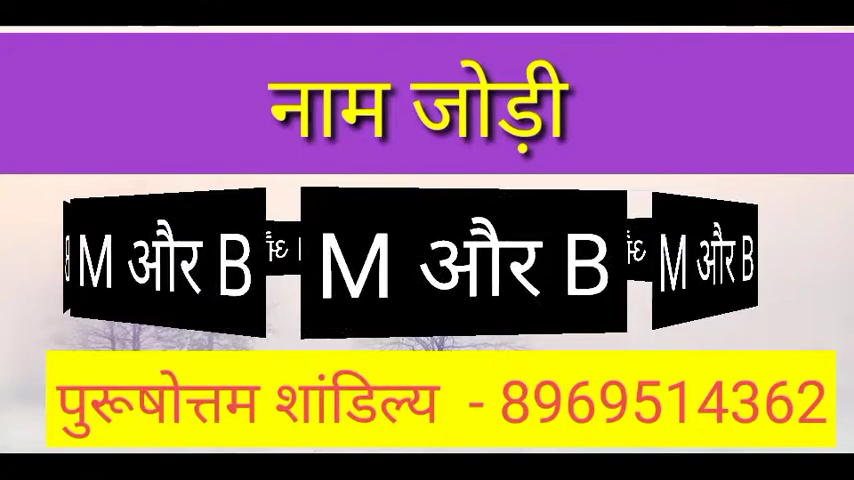 नाम जोड़ी
M और B M और B M और B
पुरूषोत्तम शांडिल्य - 8969514362